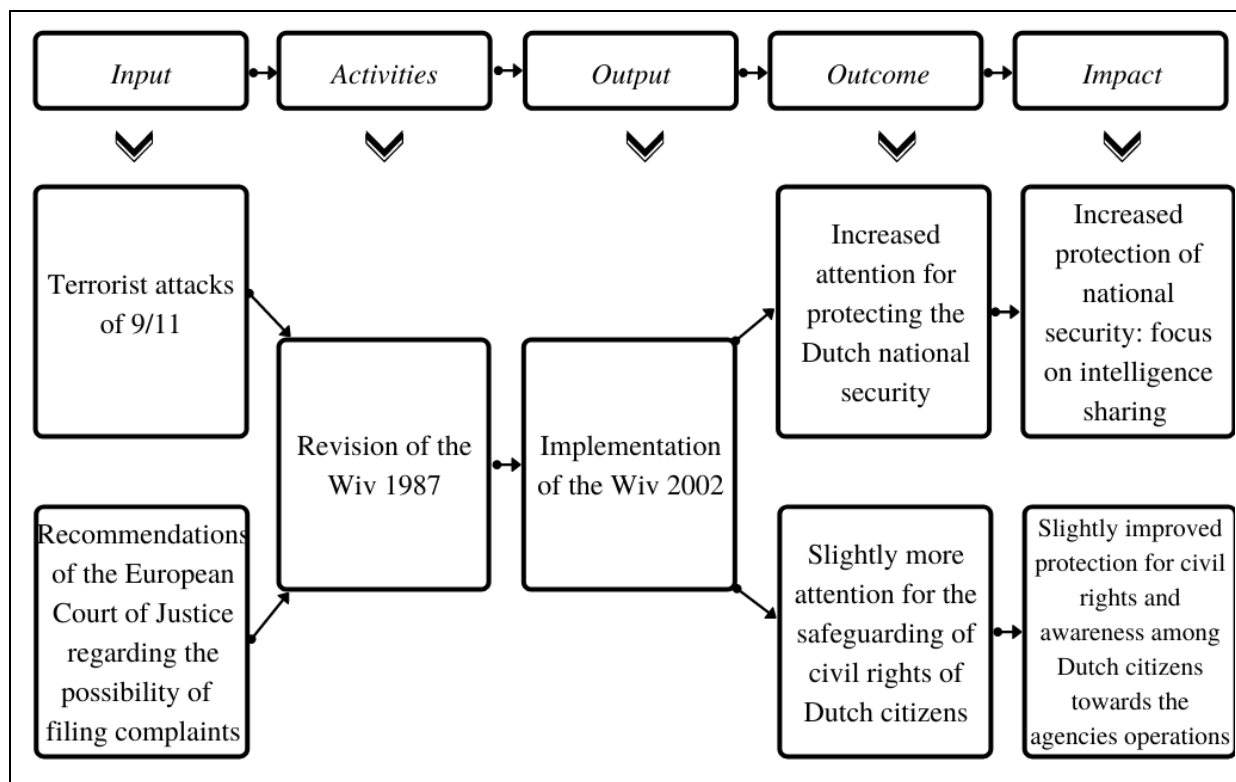 Input
Activities
Output
Outcome
Impact
Terrorist attacks
of 9/11
Recommendations
of the European
Court of Justice
regarding the
possibility of
filing complaints
Revision of the
Wiv 1987
Implementation
of the Wiv 2002
Increased
attention for
protecting the
Dutch national
security
Slightly more
attention for the
safeguarding of
civil rights of
Dutch citizens
Increased
protection of
national
security: focus
on intelligence
sharing
Slightly improved
protection for civil
rights and
awareness among
Dutch citizens
towards the
agencies operations